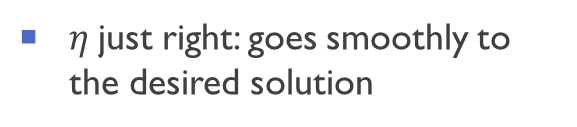 η just right: goes smoothly to
the desired solution